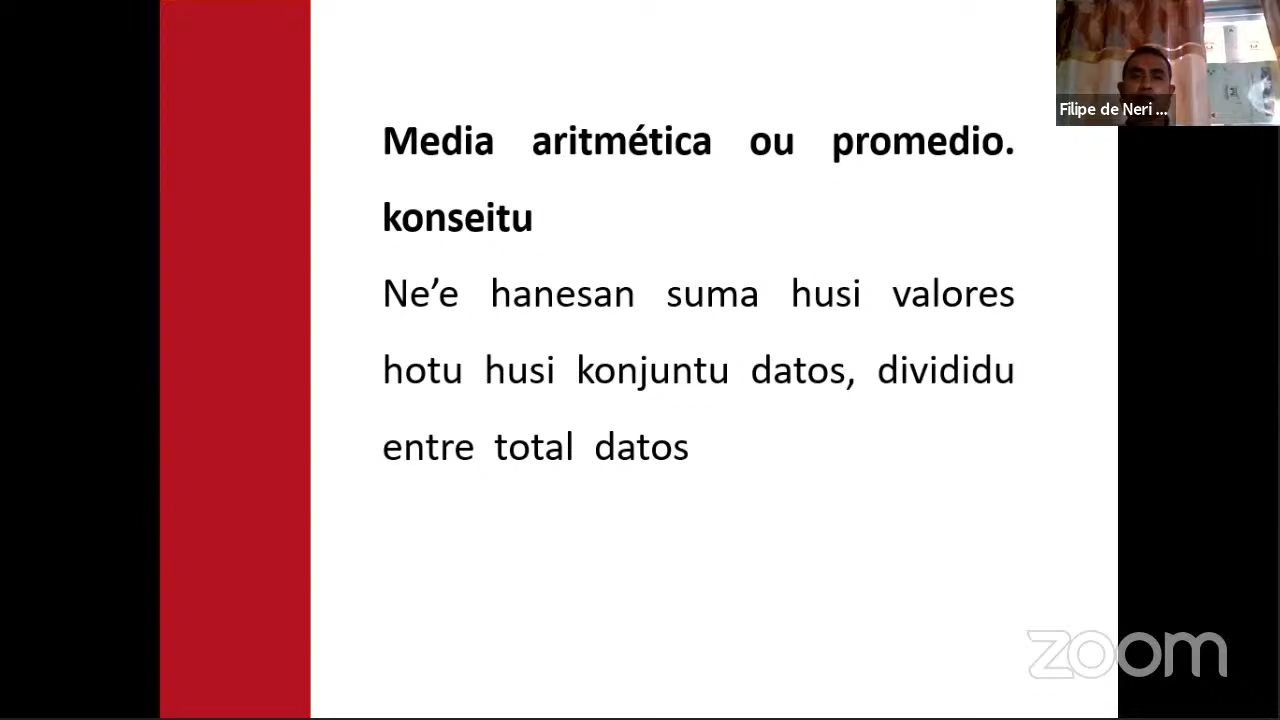 Filipe de Neri ...
Media aritmética ou promedio.
konseitu
Ne’e hanesan suma husi valores
hotu husi konjuntu datos, divididu
entre total datos
zoom